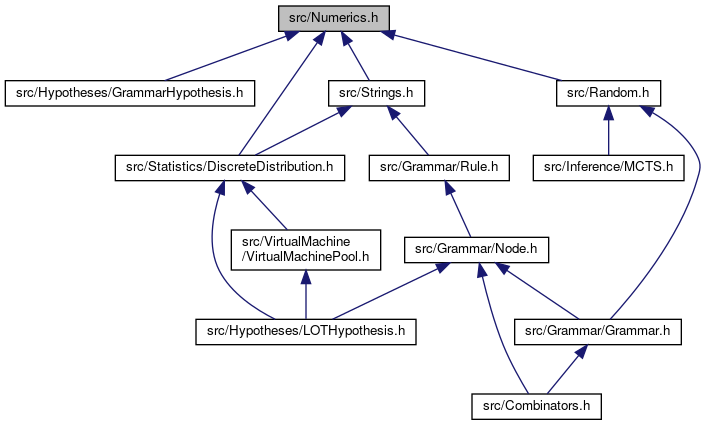 src/Numerics.h
src/Hypotheses/GrammarHypothesis.h
src/Strings.h
src/Random.h
src/Statistics/DiscreteDistribution.h
src/Grammar/Rule.h
src/Inference/MCTS.h
src/VirtualMachine
/VirtualMachinePool.h
src/Grammar/Node.h
src/Hypotheses/LOTHypothesis.h
src/Grammar/Grammar.h
src/Combinators.h